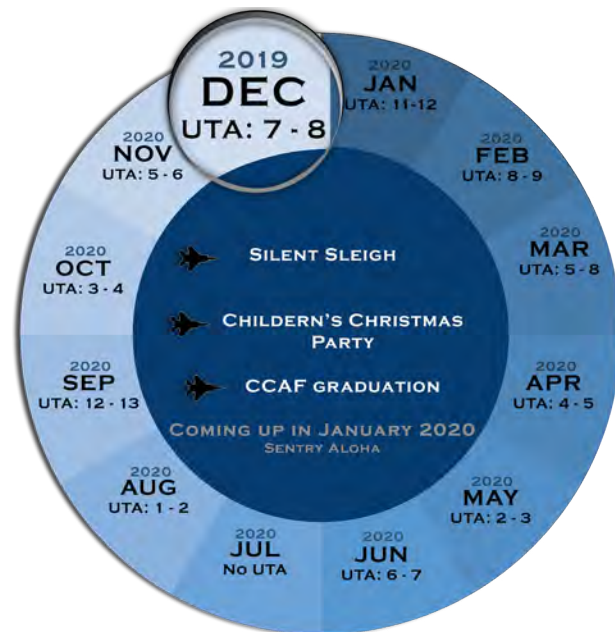 2019
DEC
UTA: 7 - 8
2020
JAN
UTA: 11-12
2020
FEB
UTA: 8 - 9
2020
MAR
UTA: 5 - 8
2020
APR
UTA: 4 - 5
2020
MAY
UTA: 2 - 3
2020
JUN
UTA: 6 - 7
2020
JUL
No UTA
2020
AUG
UTA: 1 - 2
2020
SEP
UTA: 12 - 13
2020
OCT
UTA: 3 - 4
2020
NOV
UTA: 5 - 6
Silent Sleigh
Childern's Christmas
Party
CCAF graduation
Coming up in January 2020
Sentry Aloha